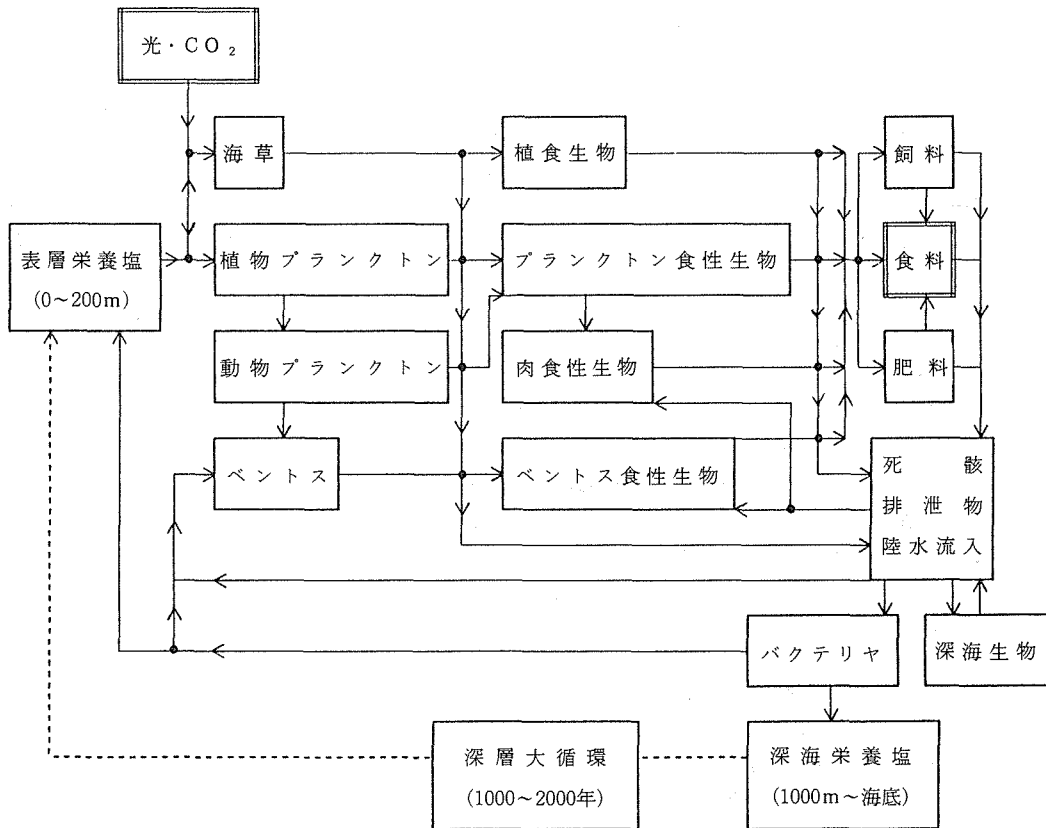 光・CO₂
海草
植食生物
飼料
表層栄養塩
(0~200m)
植物プランクトン
プランクトン食性生物
食料
動物プランクトン
肉食性生物
肥料
ベントス
ベントス食性生物
死骸
排泄物
陸水流入
バクテリヤ
深海生物
深層大循環
(1000~2000年)
深海栄養塩
(1000m~海底)